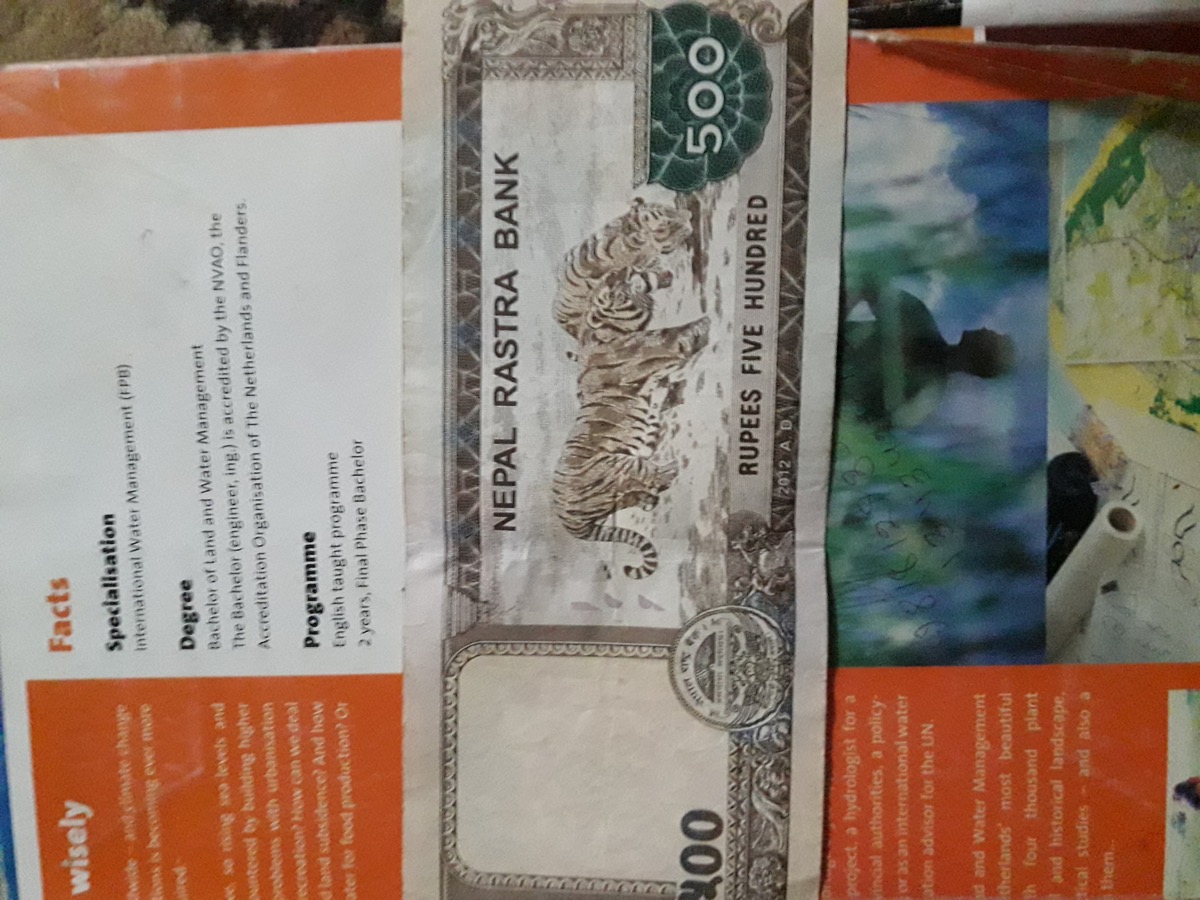 wisely
and climate change
tions is becoming ever more
ve, so rising sea levels and
ountered by building higher
problems with urbanisation
recreation? How can we deal
d land subsidence? And how
ater for food production? Or
Facts
Specialisation
International Water Management (FPB)
Degree
Bachelor of Land and Water Management
The Bachelor (engineer, ing.) is accredited by the NVAO, the
Accreditation Organisation of The Netherlands and Flanders.
Programme
English taught programme
2 years, Final Phase Bachelor
NEPAL RASTRA BANK
५00
नेपाल राष्ट्र बैंक
500
RUPEES FIVE HUNDRED
2012 A. D.
project, a hydrologist for a
vincial authorities, a policy-
or as an international water
ation advisor for the UN.
d and Water Management
therlands' most beautiful
h four thousand plant
l and historical landscape,
tical studies – and also a
them...